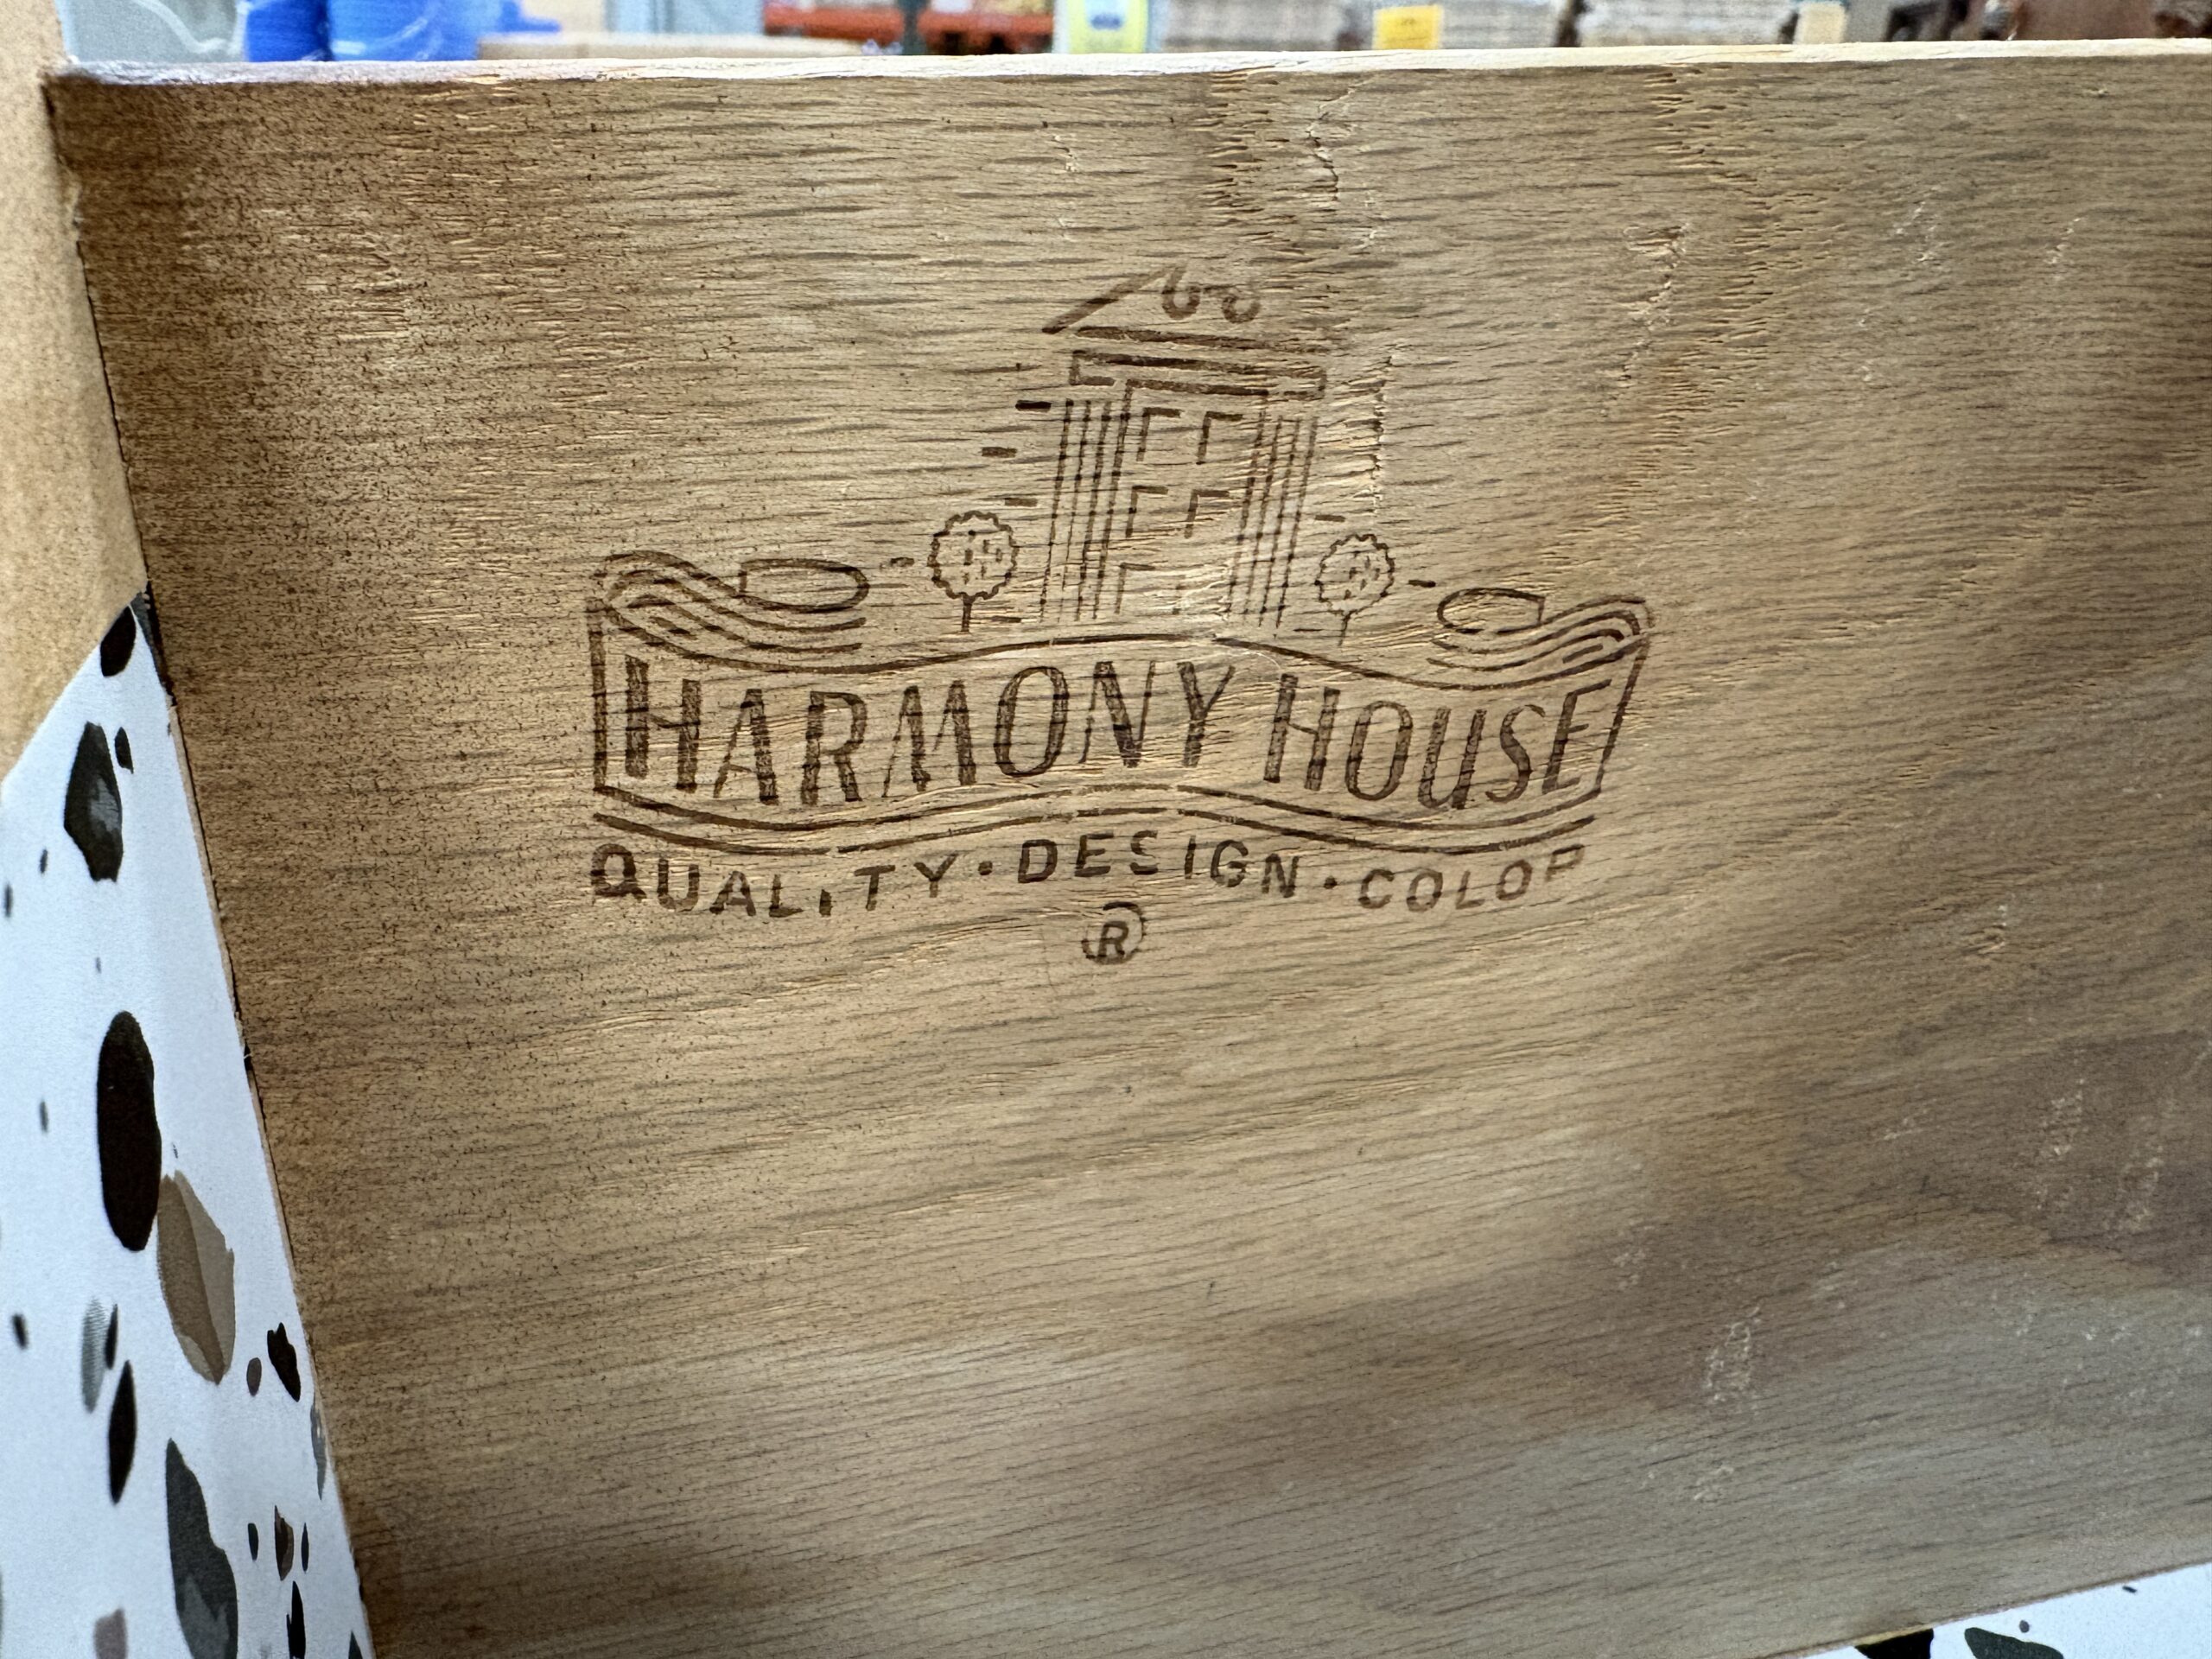 HARMONY HOUSE
QUALITY · DESIGN · COLOR
®